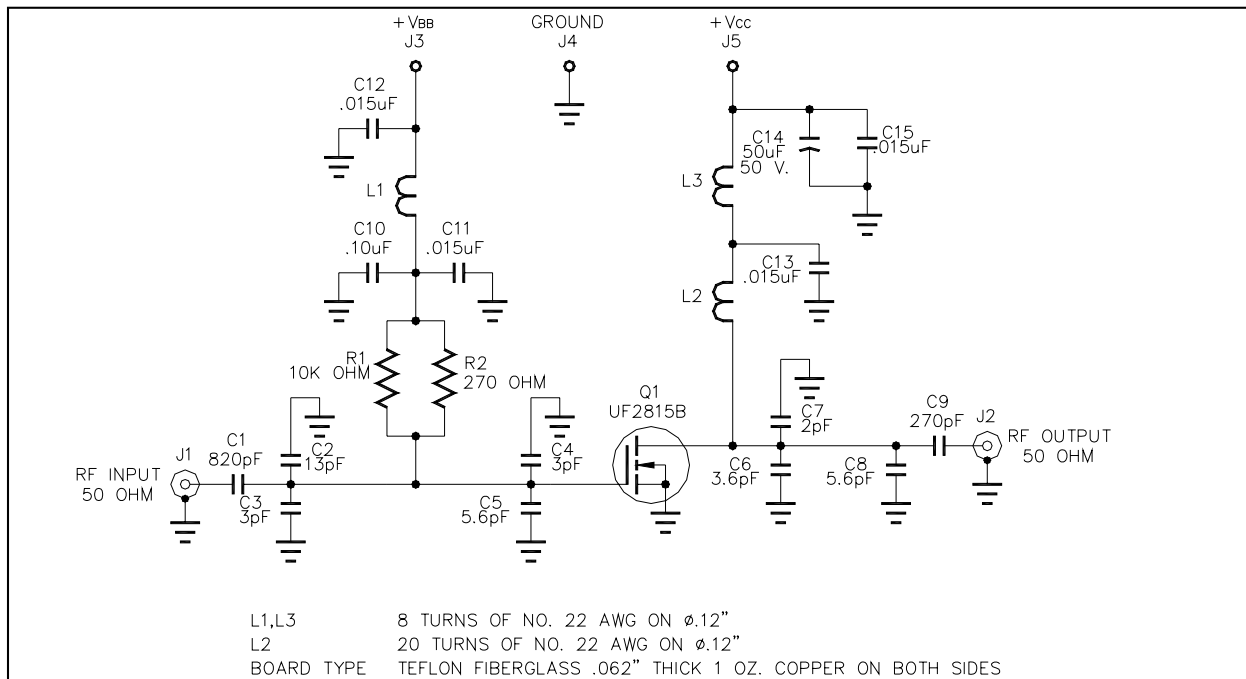 +VBB
J3
GROUND
J4
+Vcc
J5
C12
.015uF
C14
50uF
50 V.
C15
.015uF
L1
L3
C10
.10uF
C11
.015uF
C13
.015uF
L2
R1
10K OHM
R2
270 OHM
Q1
UF2815B
C7
2pF
C9
270pF
J2
RF OUTPUT
50 OHM
J1
RF INPUT
50 OHM
C1
820pF
C2
13pF
C4
3pF
C3
3pF
C5
5.6pF
C6
3.6pF
C8
5.6pF
L1,L3 8 TURNS OF NO. 22 AWG ON ø.12"
L2 20 TURNS OF NO. 22 AWG ON ø.12"
BOARD TYPE TEFLON FIBERGLASS .062" THICK 1 OZ. COPPER ON BOTH SIDES